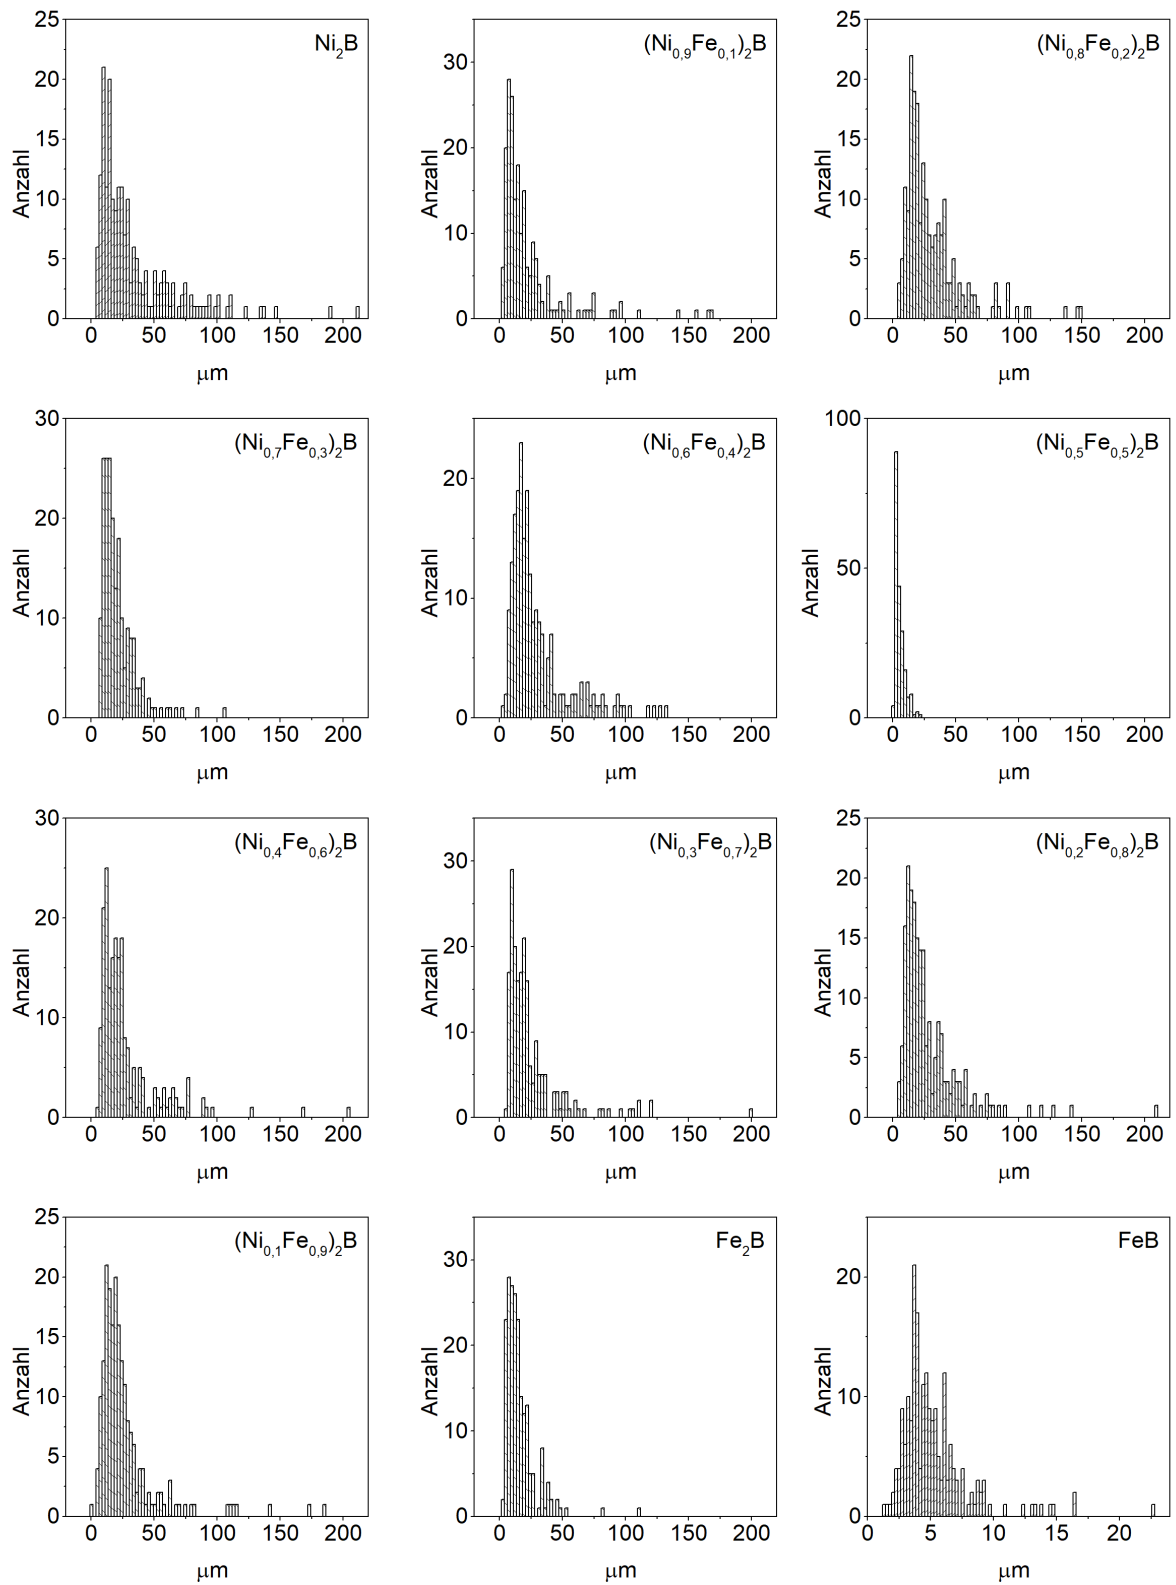 Ni₂B
Anzahl
25
20
15
10
5
0
0 50 100 150 200
μm
(Ni₀,₉Fe₀,₁)₂B
Anzahl
30
20
10
0
0 50 100 150 200
μm
(Ni₀,₈Fe₀,₂)₂B
Anzahl
25
20
15
10
5
0
0 50 100 150 200
μm
(Ni₀,₇Fe₀,₃)₂B
Anzahl
30
20
10
0
0 50 100 150 200
μm
(Ni₀,₆Fe₀,₄)₂B
Anzahl
20
10
0
0 50 100 150 200
μm
(Ni₀,₅Fe₀,₅)₂B
Anzahl
100
50
0
0 50 100 150 200
μm
(Ni₀,₄Fe₀,₆)₂B
Anzahl
30
20
10
0
0 50 100 150 200
μm
(Ni₀,₃Fe₀,₇)₂B
Anzahl
30
20
10
0
0 50 100 150 200
μm
(Ni₀,₂Fe₀,₈)₂B
Anzahl
25
20
15
10
5
0
0 50 100 150 200
μm
(Ni₀,₁Fe₀,₉)₂B
Anzahl
25
20
15
10
5
0
0 50 100 150 200
μm
Fe₂B
Anzahl
30
20
10
0
0 50 100 150 200
μm
FeB
Anzahl
20
10
0
0 5 10 15 20
μm